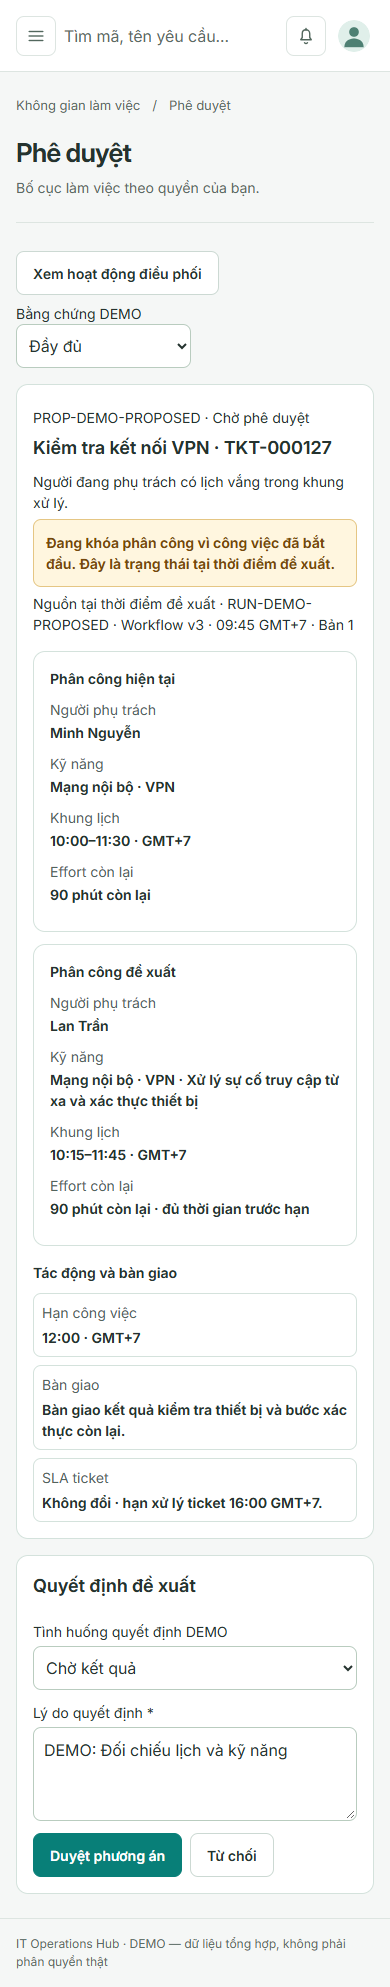 Tìm mã, tên yêu cầu...
Không gian làm việc / Phê duyệt
Phê duyệt
Bố cục làm việc theo quyền của bạn.
Xem hoạt động điều phối
Bằng chứng DEMO
Đầy đủ
PROP-DEMO-PROPOSED · Chờ phê duyệt
Kiểm tra kết nối VPN · TKT-000127
Người đang phụ trách có lịch vắng trong khung
xử lý.
Đang khóa phân công vì công việc đã bắt
đầu. Đây là trạng thái tại thời điểm đề xuất.
Nguồn tại thời điểm đề xuất · RUN-DEMO-
PROPOSED · Workflow v3 · 09:45 GMT+7 · Bản 1
Phân công hiện tại
Người phụ trách
Minh Nguyễn
Kỹ năng
Mạng nội bộ · VPN
Khung lịch
10:00–11:30 · GMT+7
Effort còn lại
90 phút còn lại
Phân công đề xuất
Người phụ trách
Lan Trần
Kỹ năng
Mạng nội bộ · VPN · Xử lý sự cố truy cập từ
xa và xác thực thiết bị
Khung lịch
10:15–11:45 · GMT+7
Effort còn lại
90 phút còn lại · đủ thời gian trước hạn
Tác động và bàn giao
Hạn công việc
12:00 · GMT+7
Bàn giao
Bàn giao kết quả kiểm tra thiết bị và bước xác
thực còn lại.
SLA ticket
Không đổi · hạn xử lý ticket 16:00 GMT+7.
Quyết định đề xuất
Tình huống quyết định DEMO
Chờ kết quả
Lý do quyết định *
DEMO: Đối chiếu lịch và kỹ năng
Duyệt phương án
Từ chối
IT Operations Hub · DEMO — dữ liệu tổng hợp, không phải
phân quyền thật